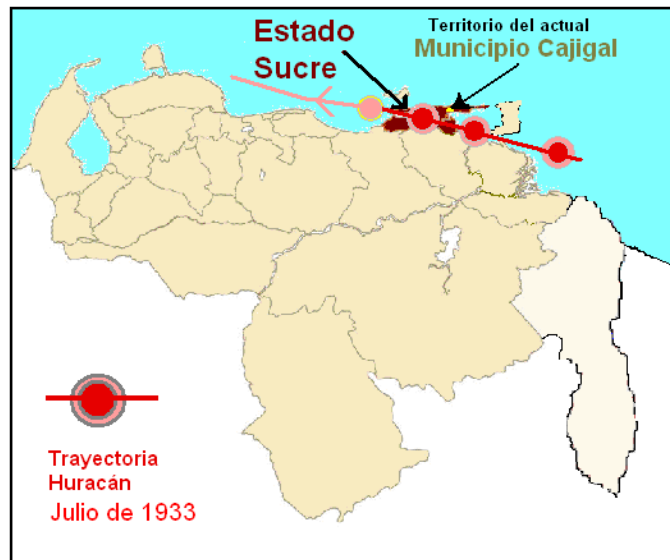 Estado
Sucre
Territorio del actual
Municipio Cajigal
Trayectoria
Huracán
Julio de 1933